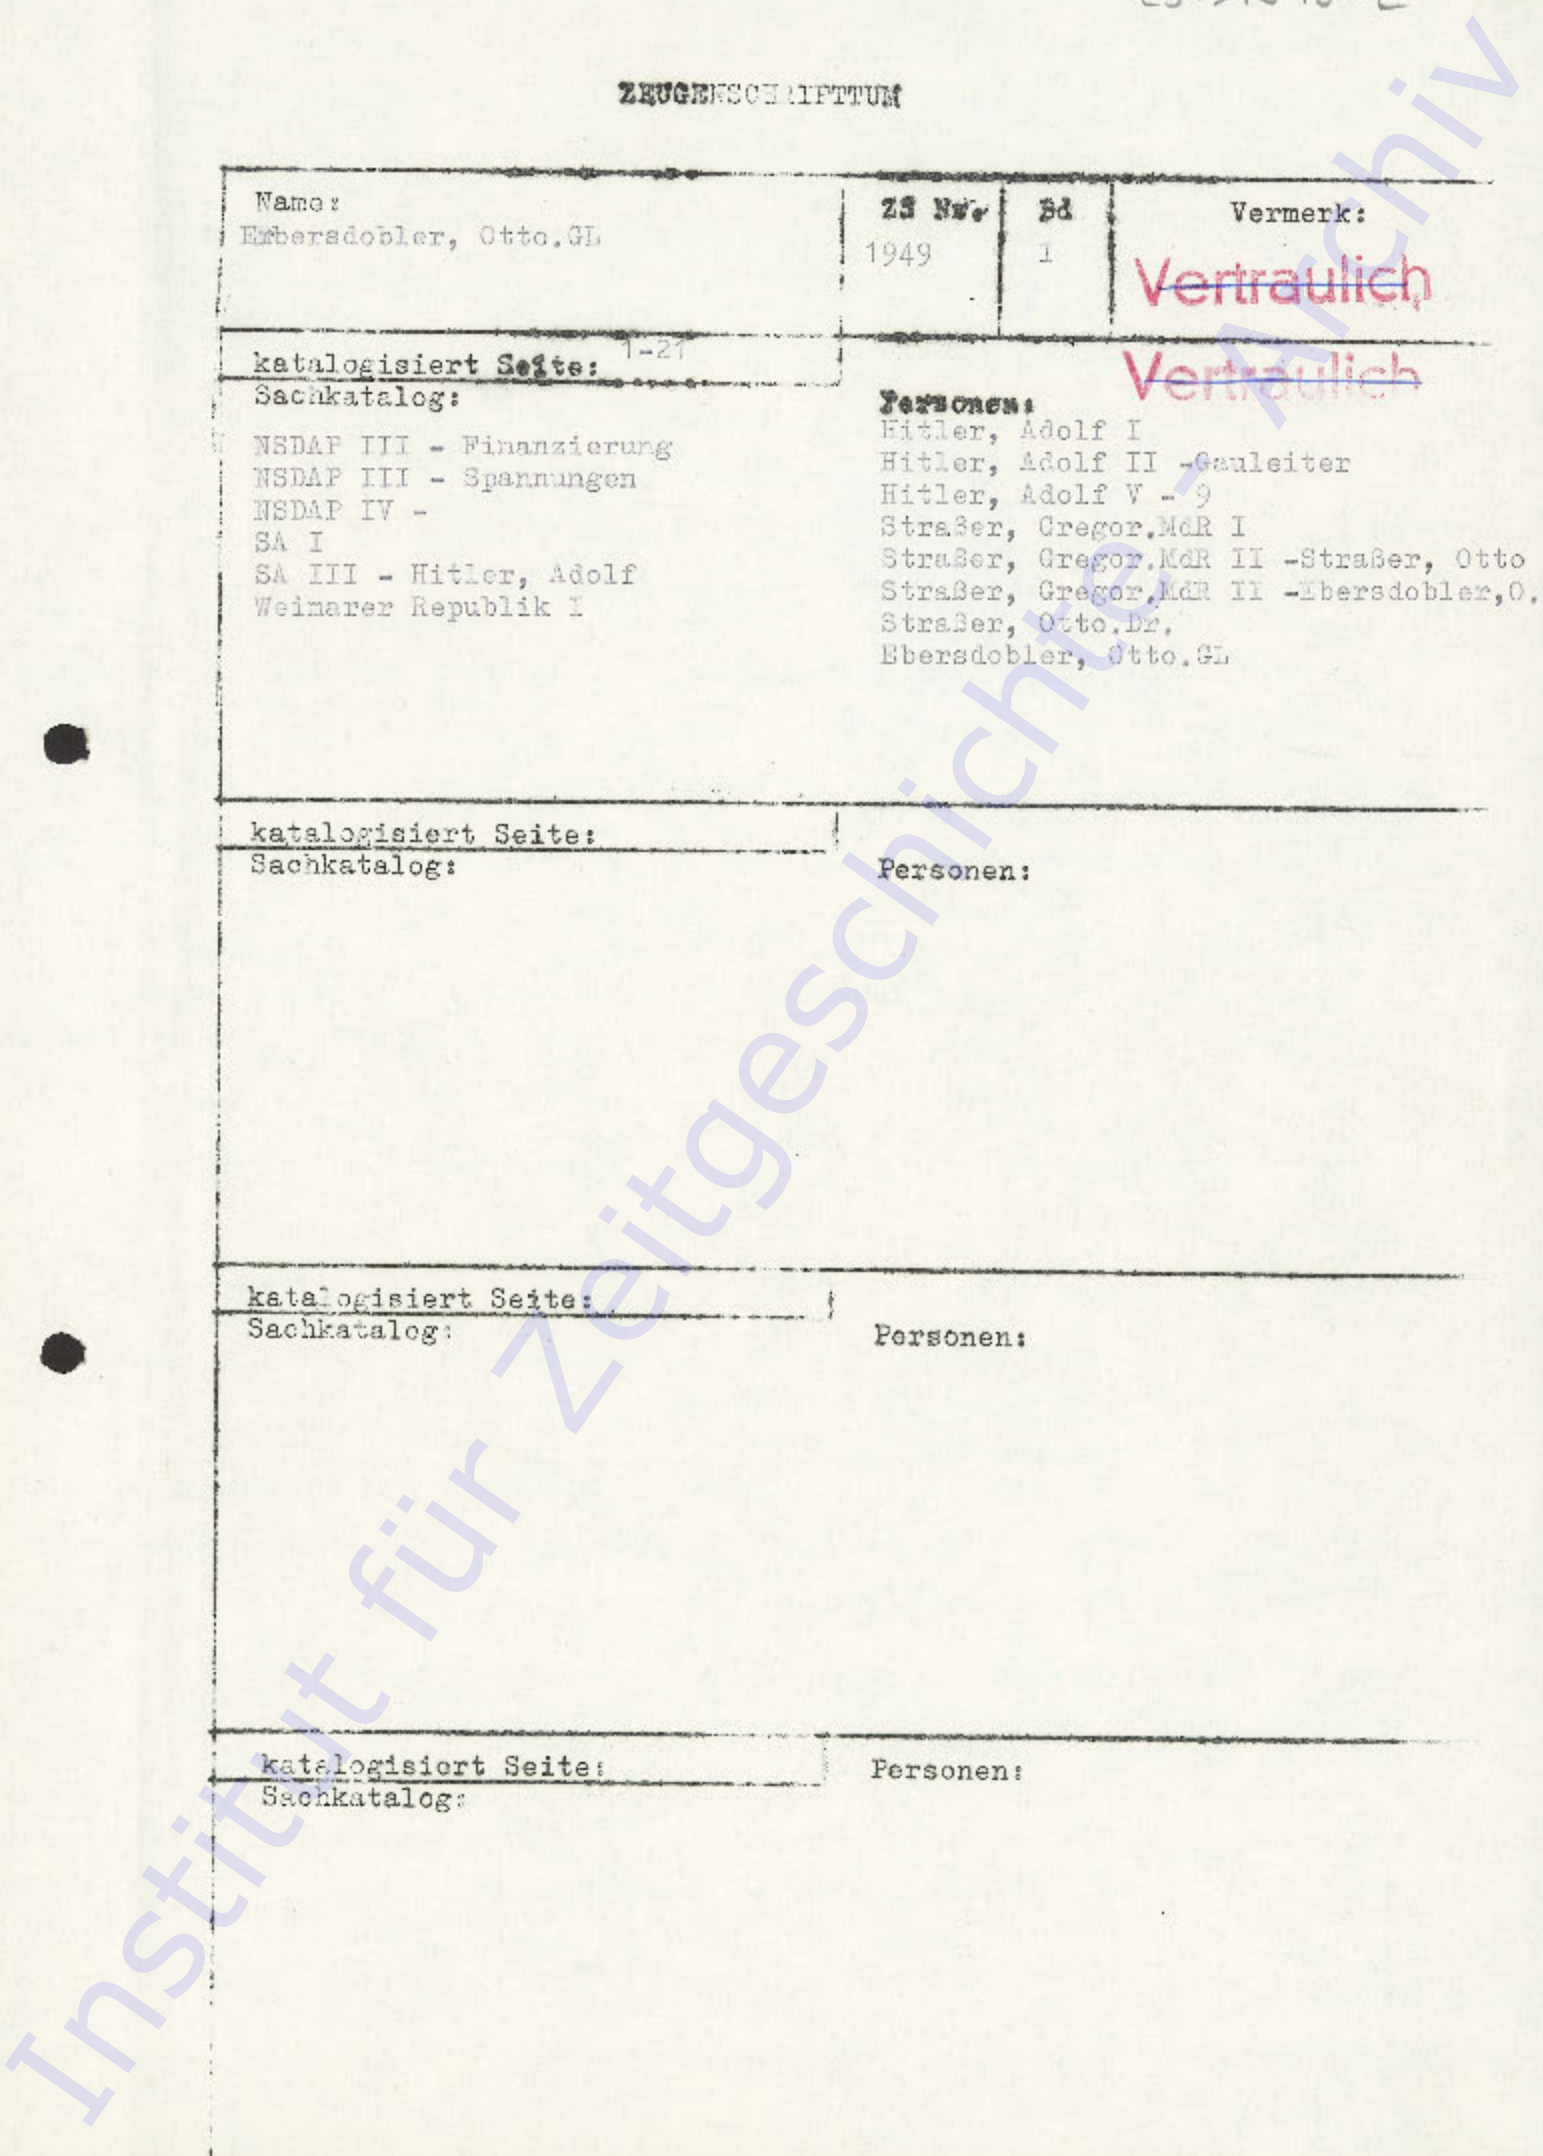 ZEUGENSCHRIFTTUM
Name:
Erbersdobler, Otto.GL
ZS Nr.
1949
Bd
I
Vermerk:
Vertraulich
Vertraulich
katalogisiert Seite: 1-21
Sachkatalog:
NSDAP III - Finanzierung
NSDAP III - Spannungen
NSDAP IV -
SA I
SA III - Hitler, Adolf
Weimarer Republik I
Personen:
Hitler, Adolf I
Hitler, Adolf II -Gauleiter
Hitler, Adolf V - 9
Straßer, Gregor.MdR I
Straßer, Gregor.MdR II -Straßer, Otto
Straßer, Gregor.MdR II -Ebersdobler,O.
Straßer, Otto.Dr.
Ebersdobler, Otto.GL
katalogisiert Seite:
Sachkatalog:
Personen:
katalogisiert Seite:
Sachkatalog:
Personen:
katalogisiert Seite:
Sachkatalog:
Personen:
Institut für Zeitgeschichte - Archiv